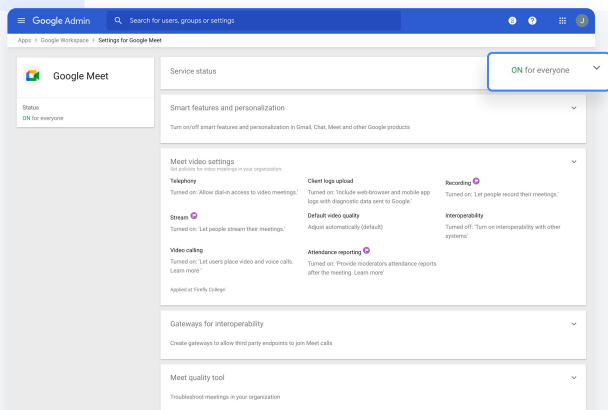 Google Admin
Search for users, groups or settings
8
?
J
Apps > Google Workspace > Settings for Google Meet
Google Meet
Status
ON for everyone
Service status
ON for everyone
Smart features and personalization
Turn on/off smart features and personalization in Gmail, Chat, Meet and other Google products
Meet video settings
Set policies for video meetings in your organization.
Telephony
Turned on: 'Allow dial-in access to video meetings.'
Client logs upload
Turned on: 'Include web-browser and mobile app
logs with diagnostic data sent to Google.'
Recording
Turned on: 'Let people record their meetings.'
Stream
Turned on: 'Let people stream their meetings.'
Default video quality
Adjust automatically (default)
Interoperability
Turned off: 'Turn on interoperability with other
systems'
Video calling
Turned on: 'Let users place video and voice calls.
Learn more '
Attendance reporting
Turned on: 'Provide moderators attendance reports
after the meeting. Learn more'
Applied at 'Firefly College'
Gateways for interoperability
Create gateways to allow third party endpoints to join Meet calls
Meet quality tool
Troubleshoot meetings in your organization